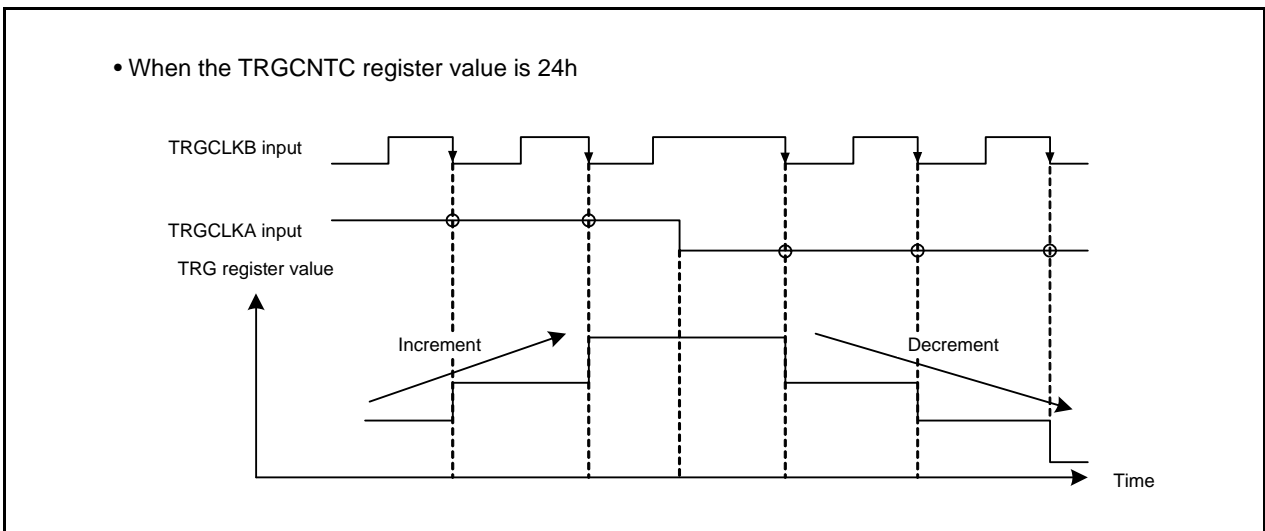 • When the TRGCNTC register value is 24h
TRGCLKB input
TRGCLKA input
TRG register value
Increment
Decrement
Time